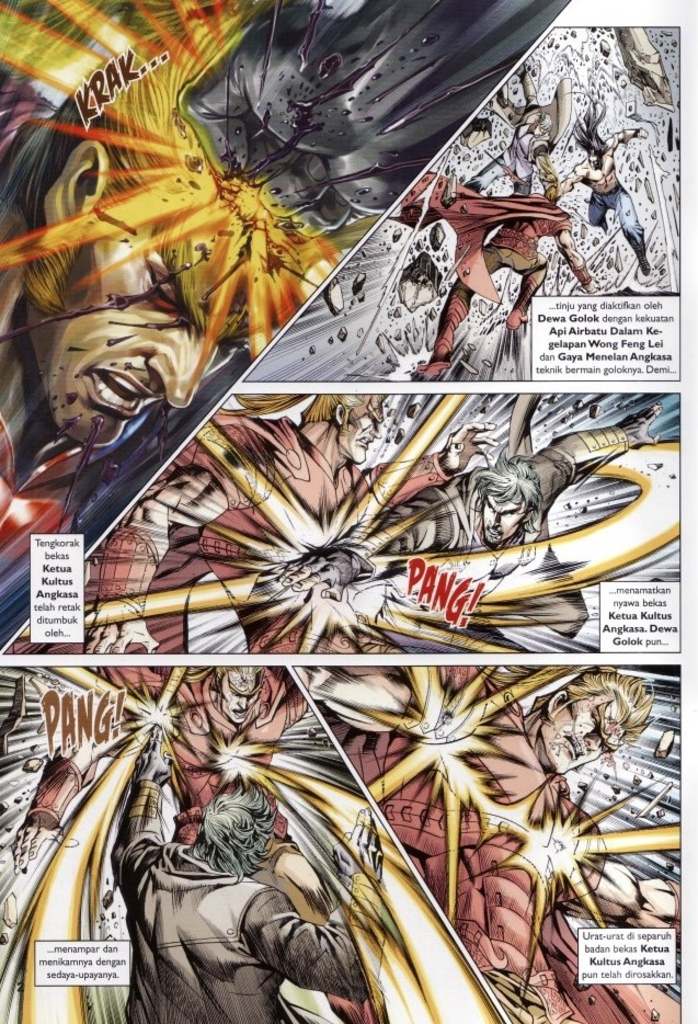 KRAK...
...tinju yang diaktifkan oleh
Dewa Golok dengan kekuatan
Api Airbatu Dalam Ke-
gelapan Wong Feng Lei
dan Gaya Menelan Angkasa
teknik bermain goloknya. Demi...
Tengkorak
bekas
Ketua
Kultus
Angkasa
telah retak
ditumbuk
oleh...
PANG!
...menamatkan
nyawa bekas
Ketua Kultus
Angkasa. Dewa
Golok pun...
PANG!
...menampar dan
menikamnya dengan
sedaya-upayanya.
Urat-urat di separuh
badan bekas Ketua
Kultus Angkasa
pun telah dirosakkan.